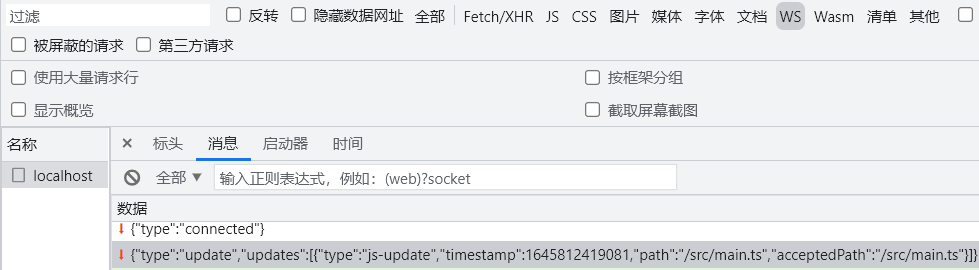 过滤 反转 隐藏数据网址 全部 Fetch/XHR JS CSS 图片 媒体 字体 文档 WS Wasm 清单 其他
被屏蔽的请求 第三方请求
使用大量请求行 按框架分组
显示概览 截取屏幕截图
名称 × 标头 消息 启动器 时间
localhost 全部 ▼ 输入正则表达式，例如：(web)?socket
数据
{"type":"connected"}
{"type":"update","updates":[{"type":"js-update","timestamp":1645812419081,"path":"/src/main.ts","acceptedPath":"/src/main.ts"}]}